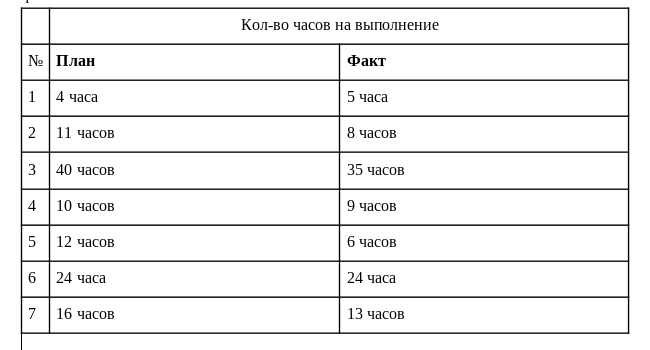 Кол-во часов на выполнение
№ План Факт
1 4 часа 5 часа
2 11 часов 8 часов
3 40 часов 35 часов
4 10 часов 9 часов
5 12 часов 6 часов
6 24 часа 24 часа
7 16 часов 13 часов